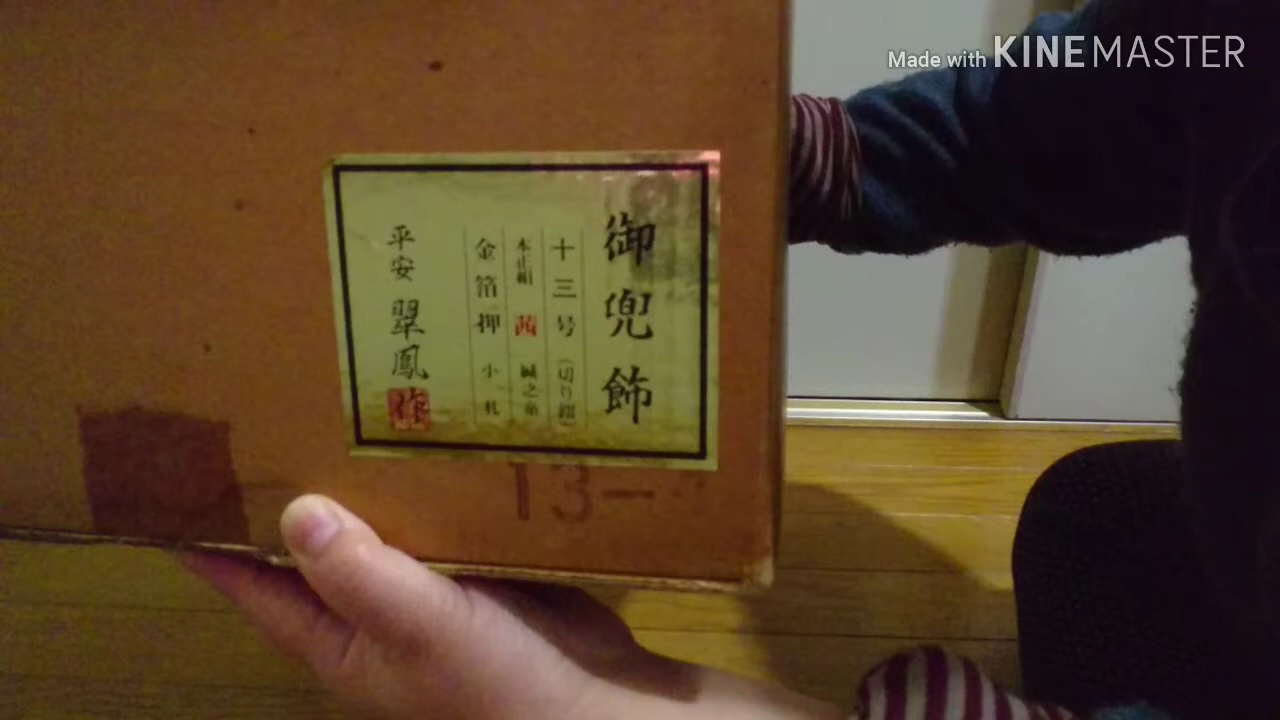 御兜飾
十三号(切り鍬)
本正絹 茜 縅之糸
金箔押小札
平安 翠鳳 作
13-
Made with KINEMASTER